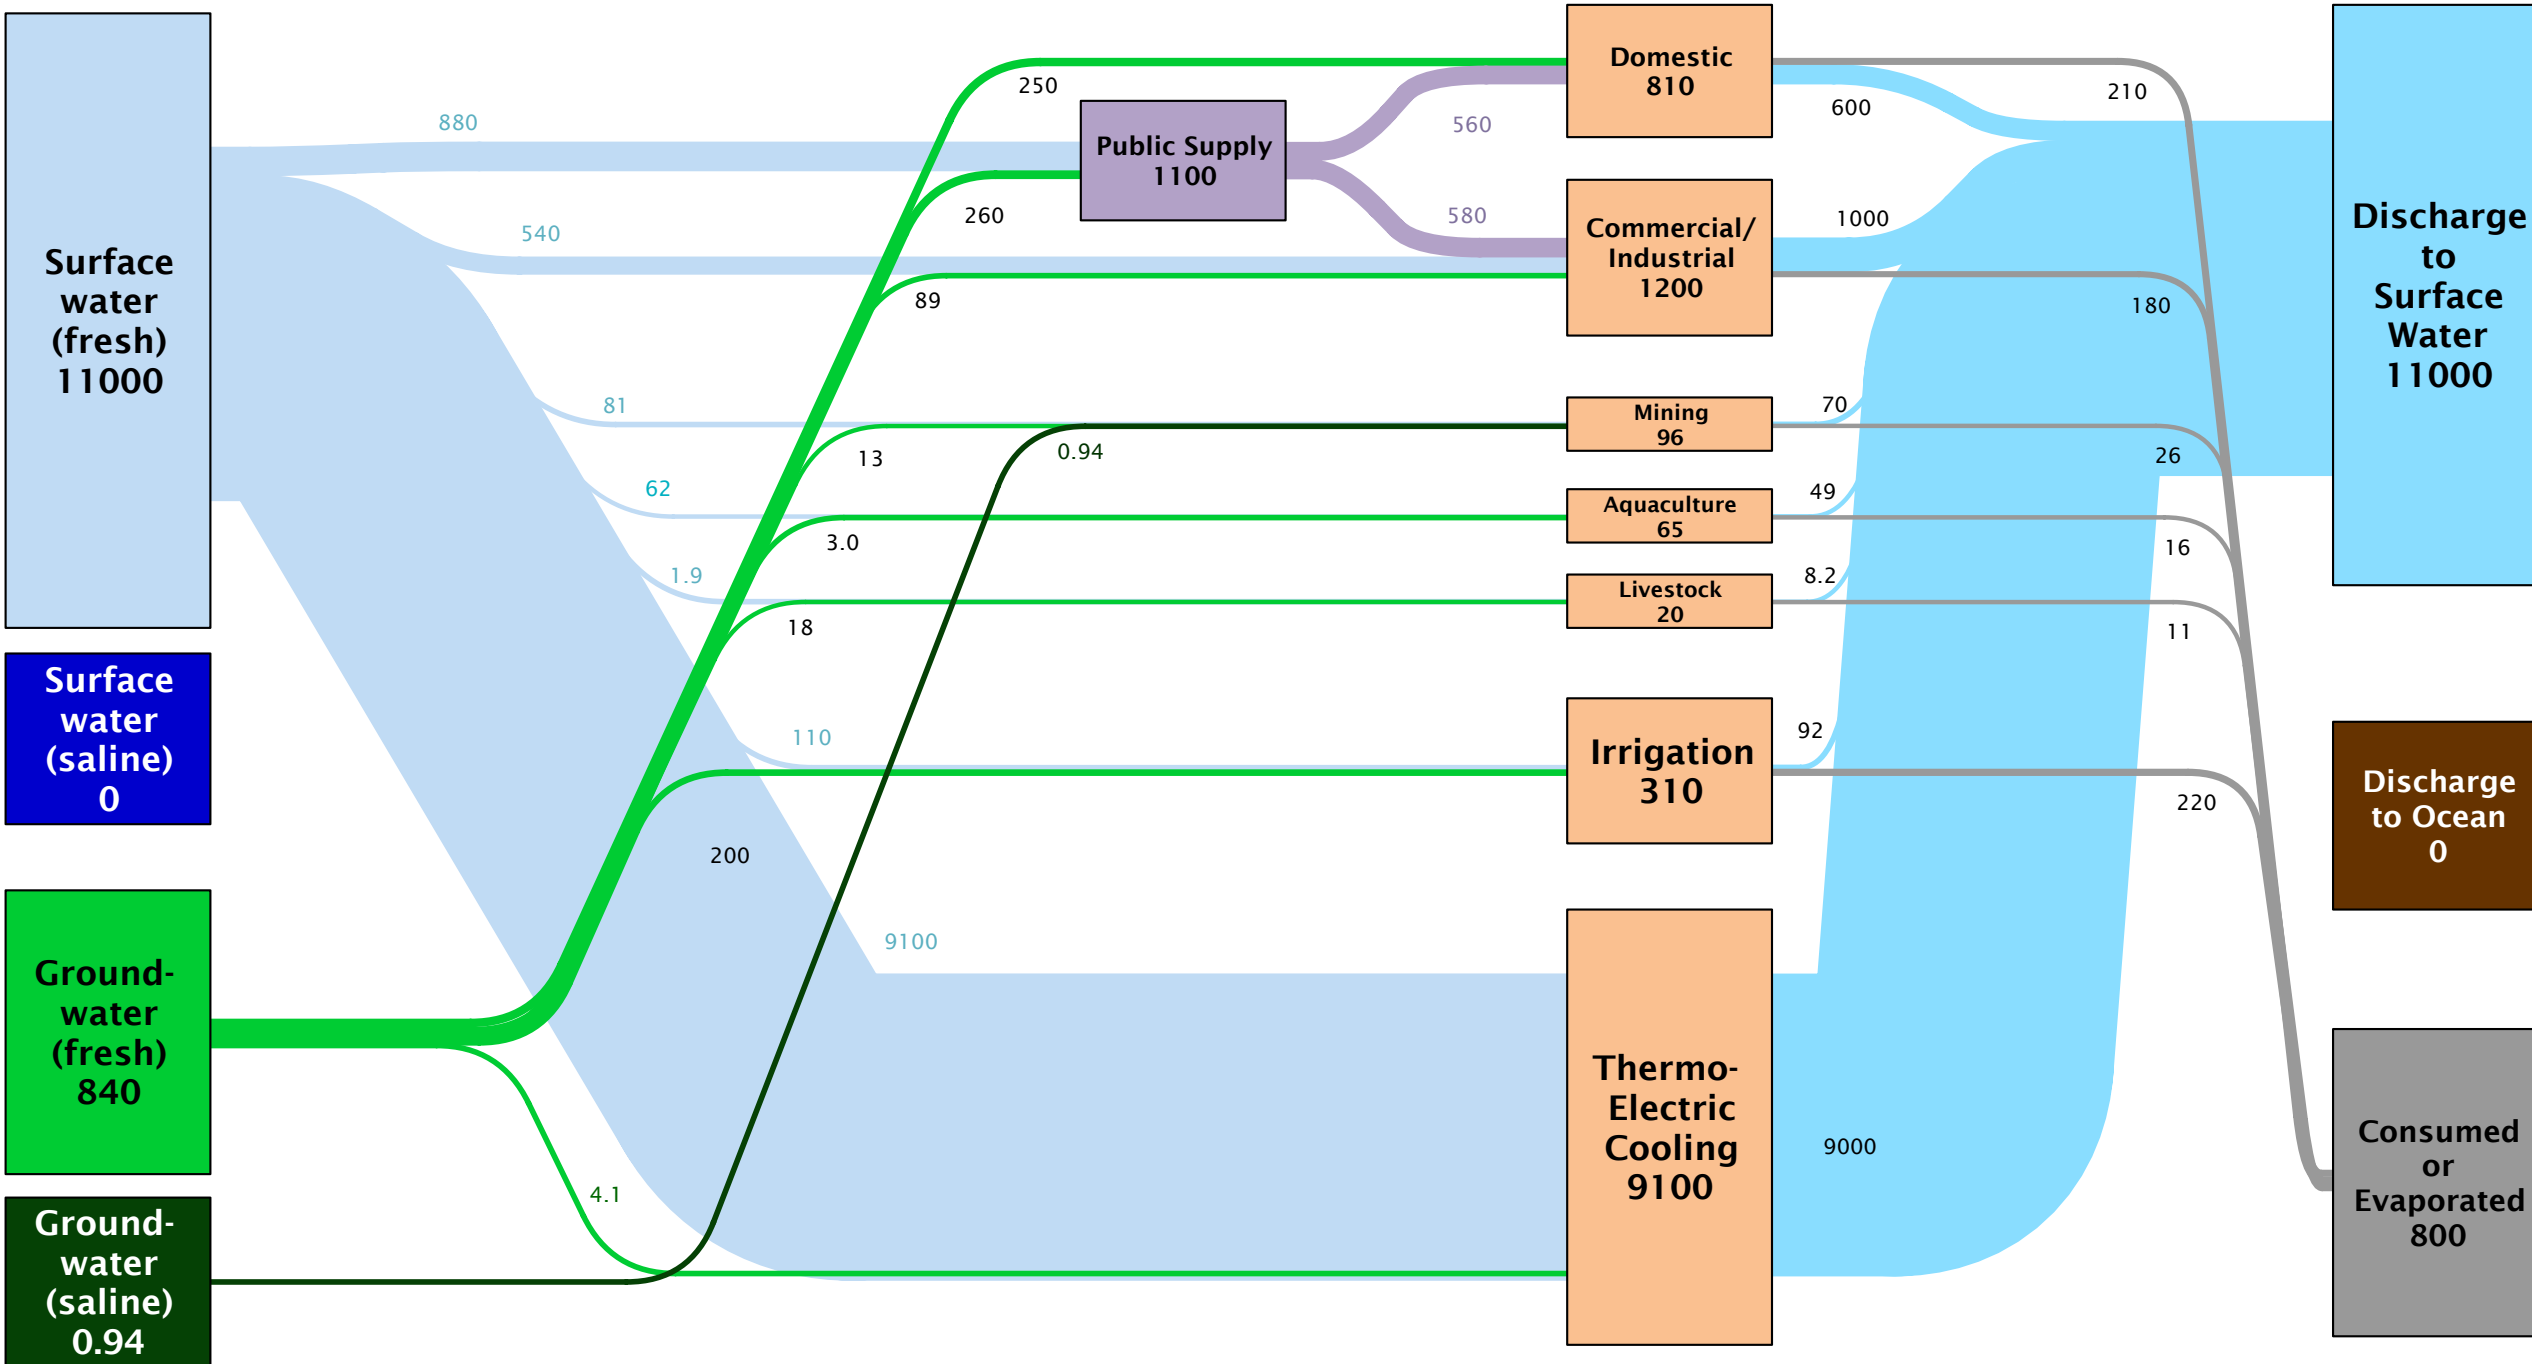 Surface
water
(fresh)
11000
Surface
water
(saline)
0
Ground-
water
(fresh)
840
Ground-
water
(saline)
0.94
880
540
81
62
1.9
110
9100
250
260
89
13
3.0
18
200
4.1
0.94
Public Supply
1100
560
580
Domestic
810
Commercial/
Industrial
1200
Mining
96
Aquaculture
65
Livestock
20
Irrigation
310
Thermo-
Electric
Cooling
9100
600
1000
70
49
8.2
92
9000
210
180
26
16
11
220
Discharge
to
Surface
Water
11000
Discharge
to Ocean
0
Consumed
or
Evaporated
800